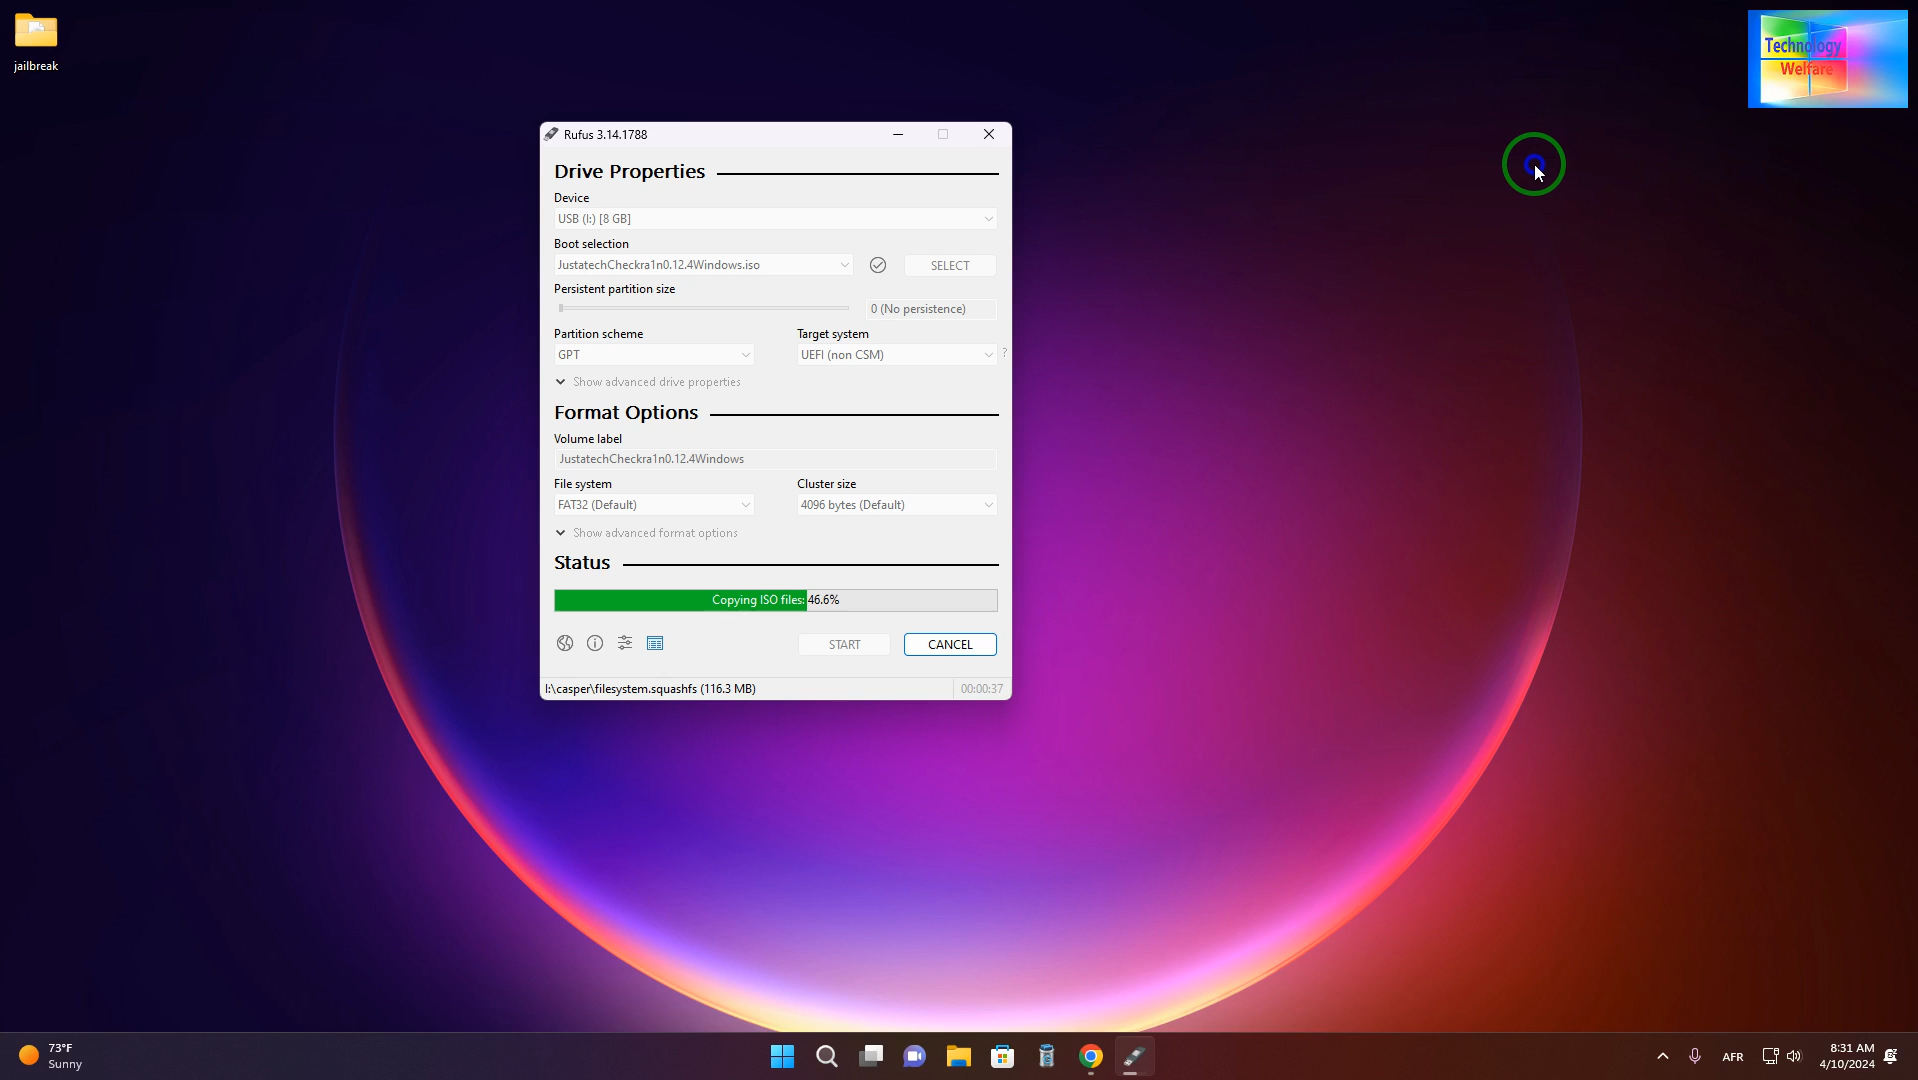 jailbreak
Technology
Welfare
Rufus 3.14.1788
Drive Properties
Device
USB (I:) [8 GB]
Boot selection
JustatechCheckra1n0.12.4Windows.iso
SELECT
Persistent partition size
0 (No persistence)
Partition scheme
Target system
GPT
UEFI (non CSM)
?
Show advanced drive properties
Format Options
Volume label
JustatechCheckra1n0.12.4Windows
File system
Cluster size
FAT32 (Default)
4096 bytes (Default)
Show advanced format options
Status
Copying ISO files: 46.6%
START
CANCEL
I:\casper\filesystem.squashfs (116.3 MB)
00:00:37
73°F
Sunny
AFR
8:31 AM
4/10/2024